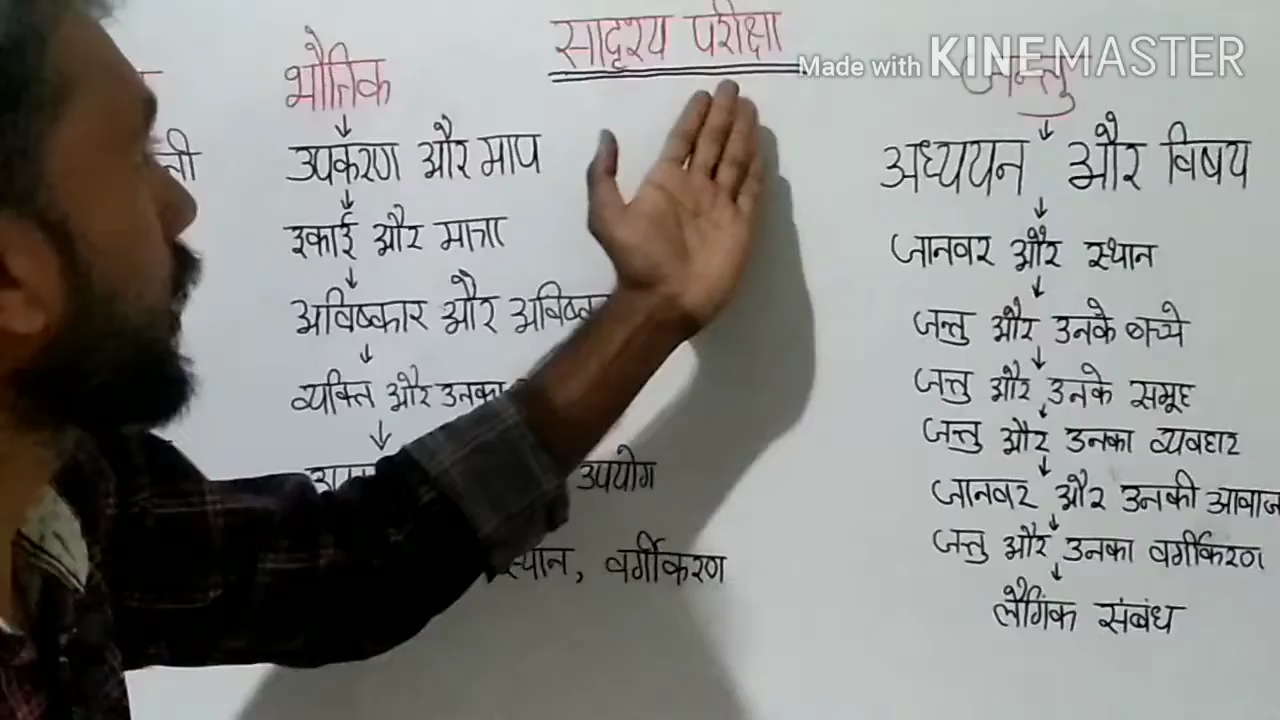 सादृश्य परीक्षा
Made with KINEMASTER
भौतिक
उपकरण और माप
इकाई और मात्रा
अविष्कार और
व्यक्ति और उनका
उपयोग
स्थान, वर्गीकरण
जन्तु
अध्ययन और विषय
जानवर और स्थान
जन्तु और उनके बच्चे
जन्तु और उनके समूह
जन्तु और उनका व्यवहार
जानवर और उनकी आवाज
जन्तु और उनका वर्गीकरण
लैगिंक संबंध